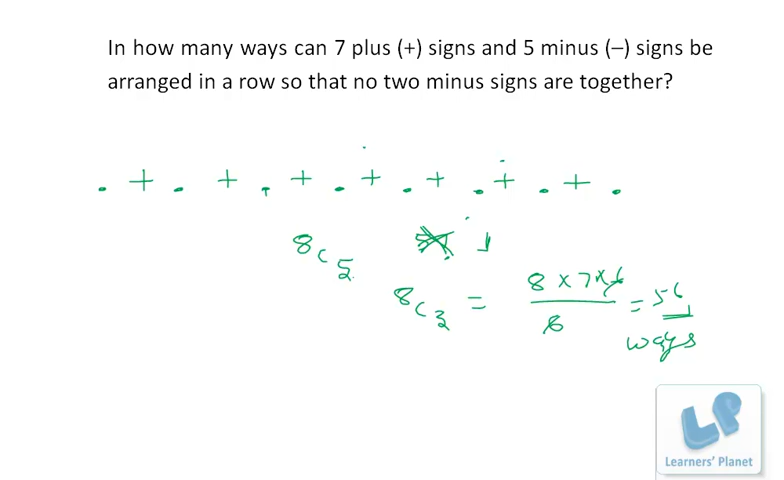 In how many ways can 7 plus (+) signs and 5 minus (–) signs be
arranged in a row so that no two minus signs are together?
. + . + . + . + . + . + . + .
8C5
8C3 = 8 × 7 × 6 / 6 = 56
ways
LP
Learners' Planet